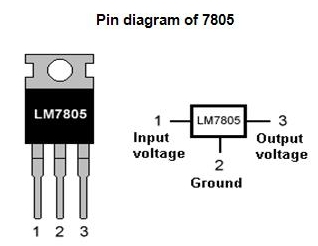 Pin diagram of 7805
LM7805
1 2 3
1 LM7805 3
Input voltage
Output voltage
2
Ground